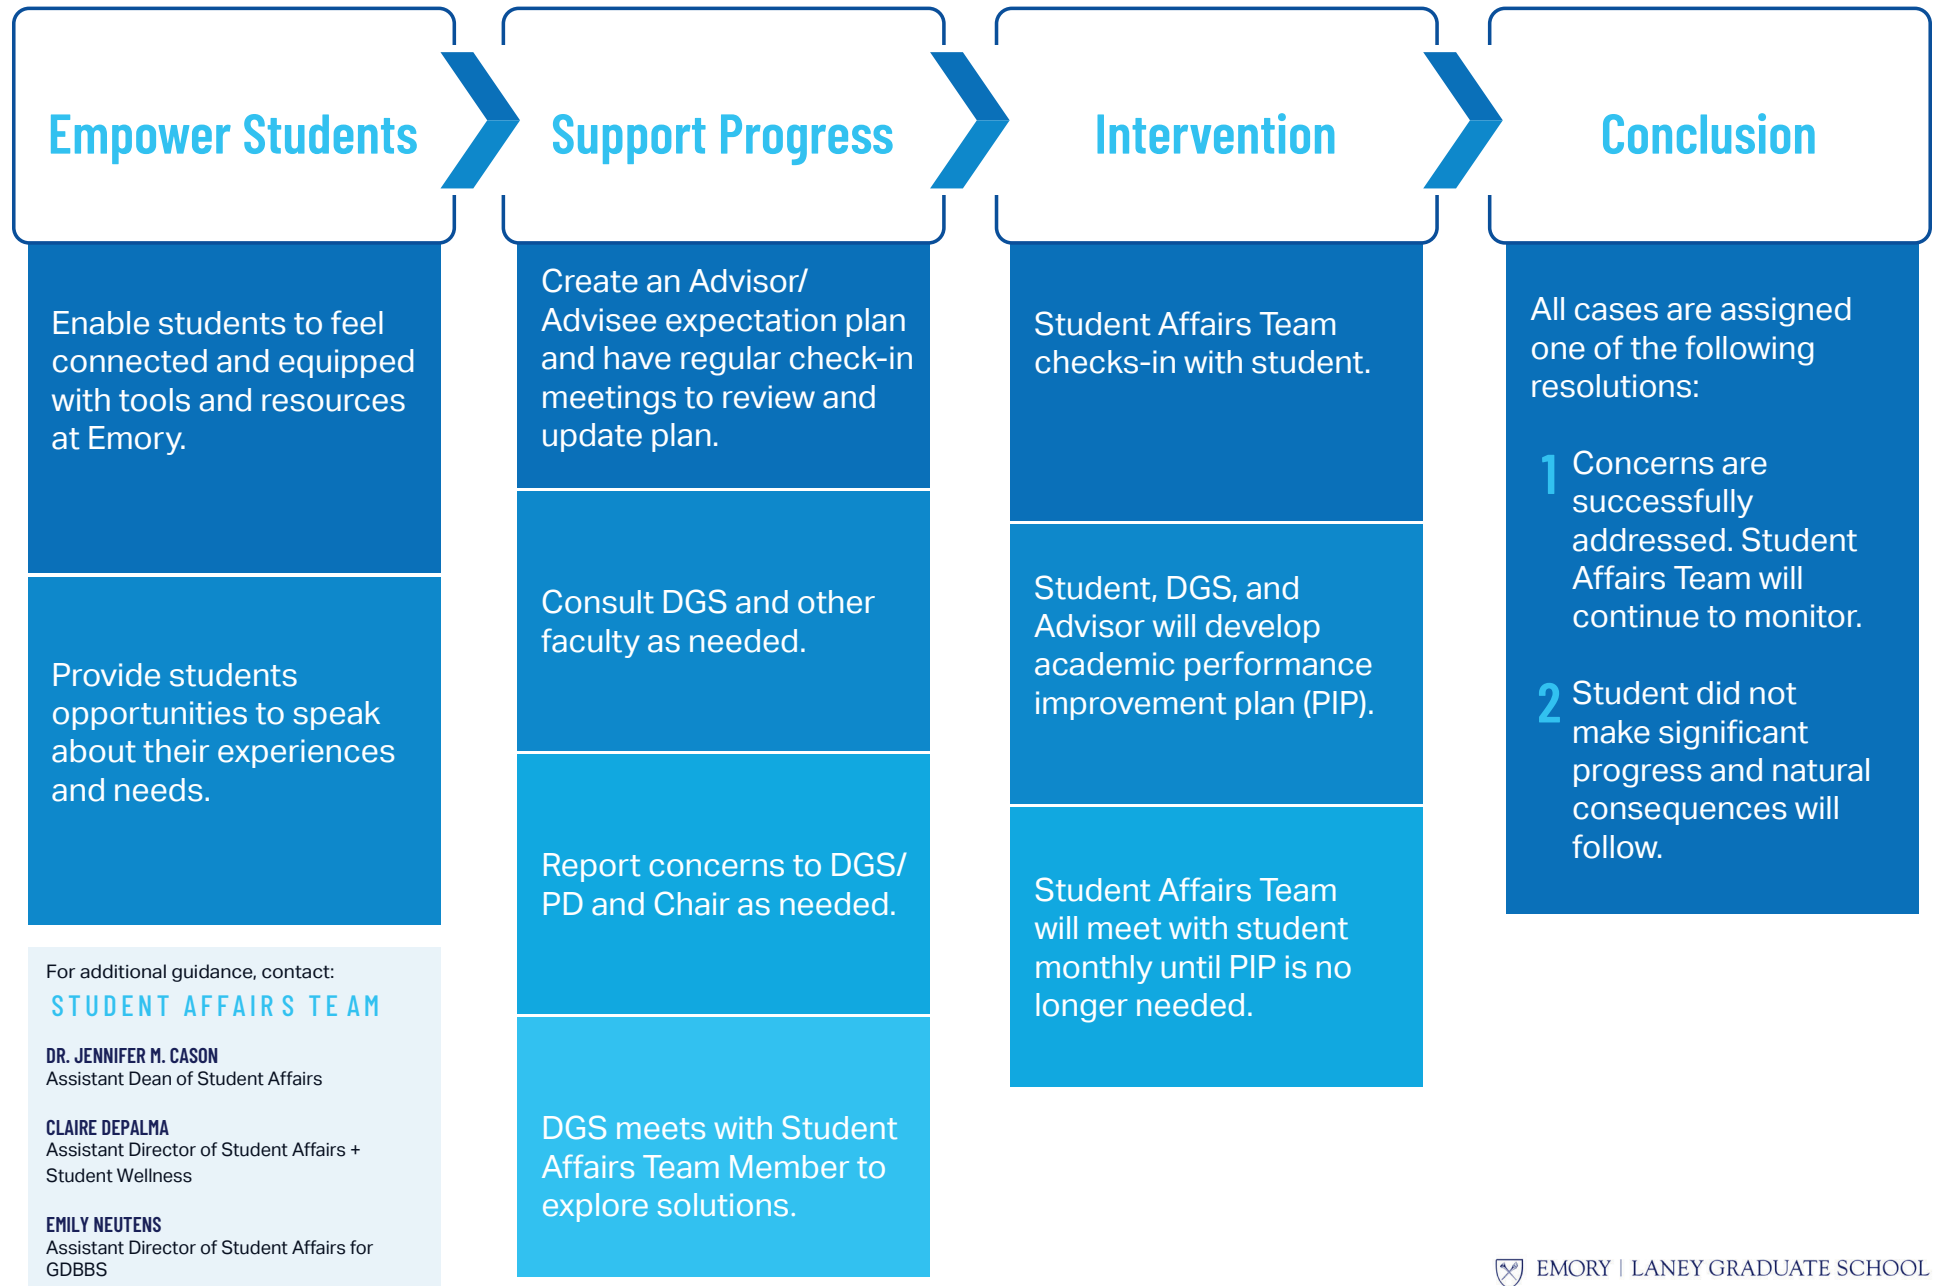 Empower Students
Enable students to feel
connected and equipped
with tools and resources
at Emory.
Provide students
opportunities to speak
about their experiences
and needs.
For additional guidance, contact:
STUDENT AFFAIRS TEAM
DR. JENNIFER M. CASON
Assistant Dean of Student Affairs
CLAIRE DEPALMA
Assistant Director of Student Affairs +
Student Wellness
EMILY NEUTENS
Assistant Director of Student Affairs for
GDBBS
Support Progress
Create an Advisor/
Advisee expectation plan
and have regular check-in
meetings to review and
update plan.
Consult DGS and other
faculty as needed.
Report concerns to DGS/
PD and Chair as needed.
DGS meets with Student
Affairs Team Member to
explore solutions.
Intervention
Student Affairs Team
checks-in with student.
Student, DGS, and
Advisor will develop
academic performance
improvement plan (PIP).
Student Affairs Team
will meet with student
monthly until PIP is no
longer needed.
Conclusion
All cases are assigned
one of the following
resolutions:
1 Concerns are
successfully
addressed. Student
Affairs Team will
continue to monitor.
2 Student did not
make significant
progress and natural
consequences will
follow.
EMORY | LANEY GRADUATE SCHOOL